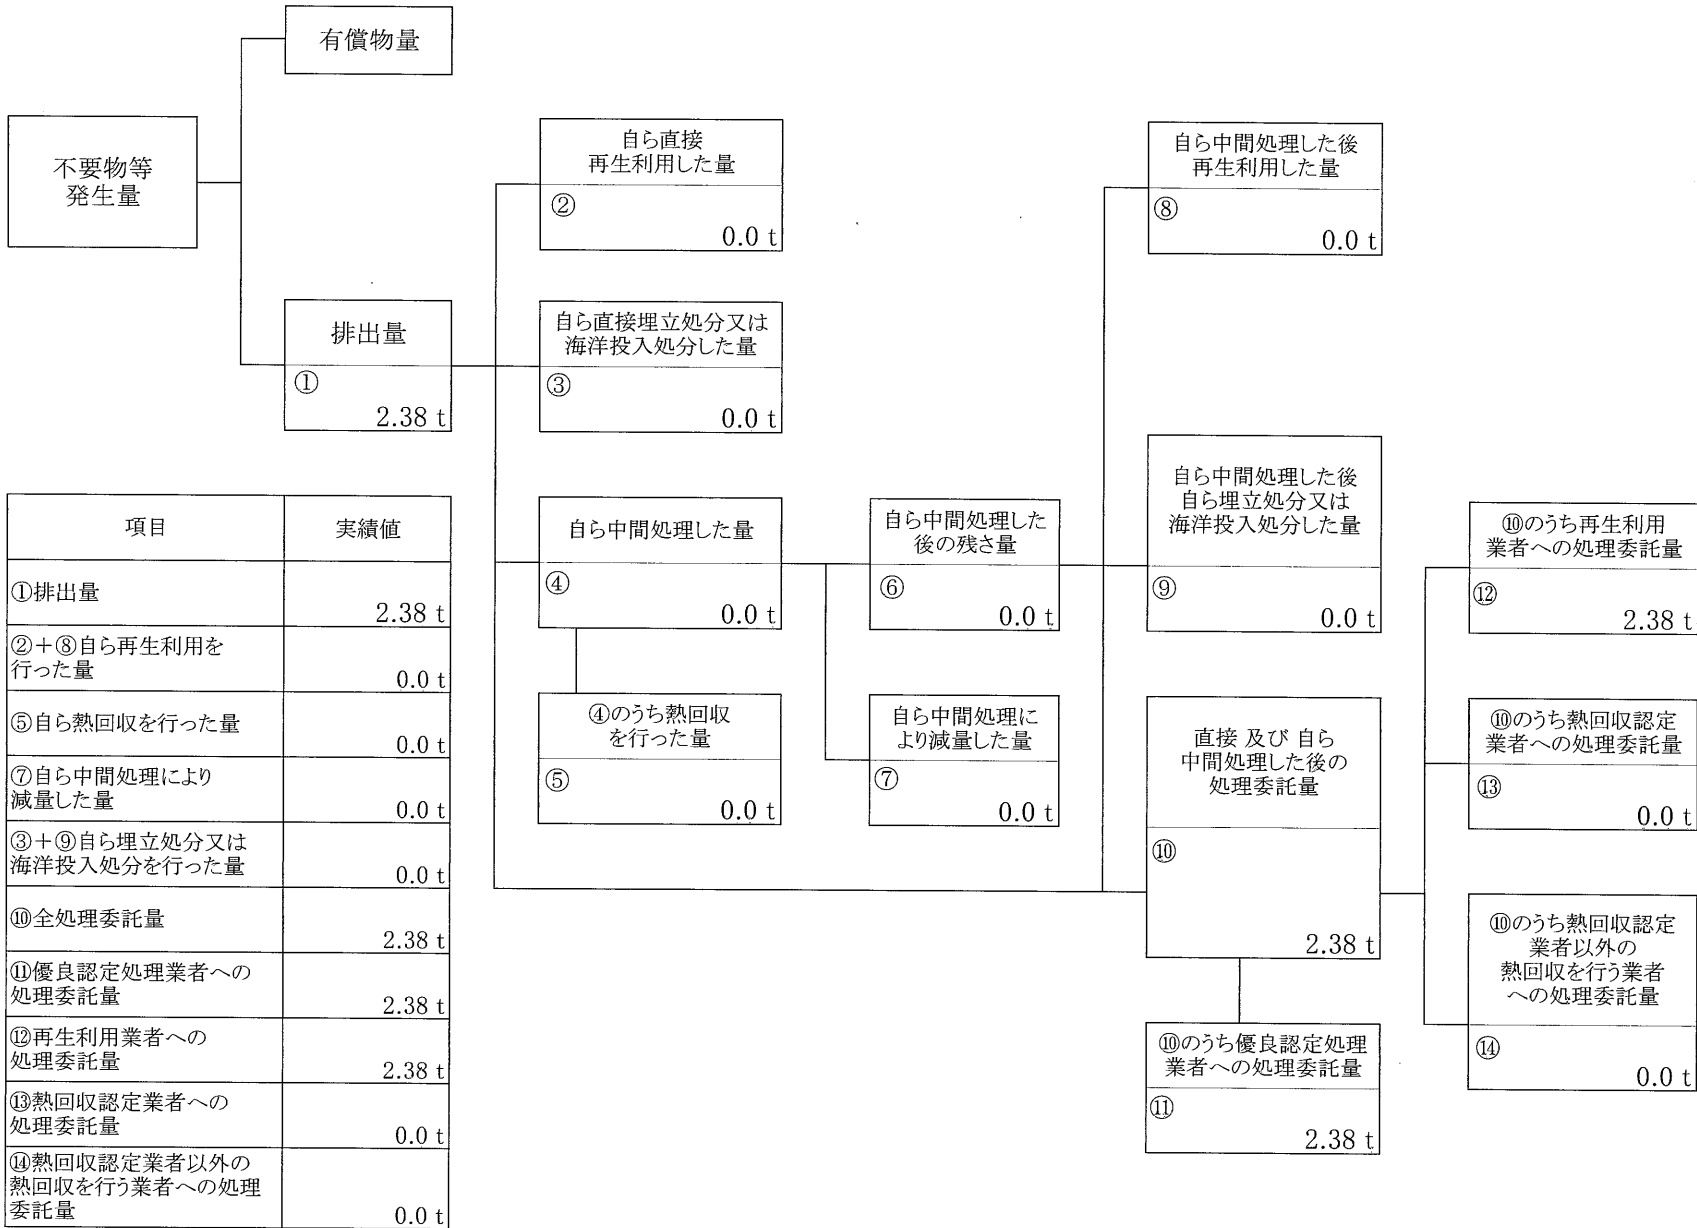 有償物量
不要物等
発生量
排出量
①
2.38 t
自ら直接
再生利用した量
②
0.0 t
自ら直接埋立処分又は
海洋投入処分した量
③
0.0 t
自ら中間処理した量
④
0.0 t
④のうち熱回収
を行った量
⑤
0.0 t
自ら中間処理した
後の残さ量
⑥
0.0 t
自ら中間処理に
より減量した量
⑦
0.0 t
自ら中間処理した後
再生利用した量
⑧
0.0 t
自ら中間処理した後
自ら埋立処分又は
海洋投入処分した量
⑨
0.0 t
直接 及び 自ら
中間処理した後の
処理委託量
⑩
2.38 t
⑩のうち優良認定処理
業者への処理委託量
⑪
2.38 t
⑩のうち再生利用
業者への処理委託量
⑫
2.38 t
⑩のうち熱回収認定
業者への処理委託量
⑬
0.0 t
⑩のうち熱回収認定
業者以外の
熱回収を行う業者
への処理委託量
⑭
0.0 t
項目 実績値
①排出量 2.38 t
②＋⑧自ら再生利用を
行った量 0.0 t
⑤自ら熱回収を行った量 0.0 t
⑦自ら中間処理により
減量した量 0.0 t
③＋⑨自ら埋立処分又は
海洋投入処分を行った量 0.0 t
⑩全処理委託量 2.38 t
⑪優良認定処理業者への
処理委託量 2.38 t
⑫再生利用業者への
処理委託量 2.38 t
⑬熱回収認定業者への
処理委託量 0.0 t
⑭熱回収認定業者以外の
熱回収を行う業者への処理
委託量 0.0 t